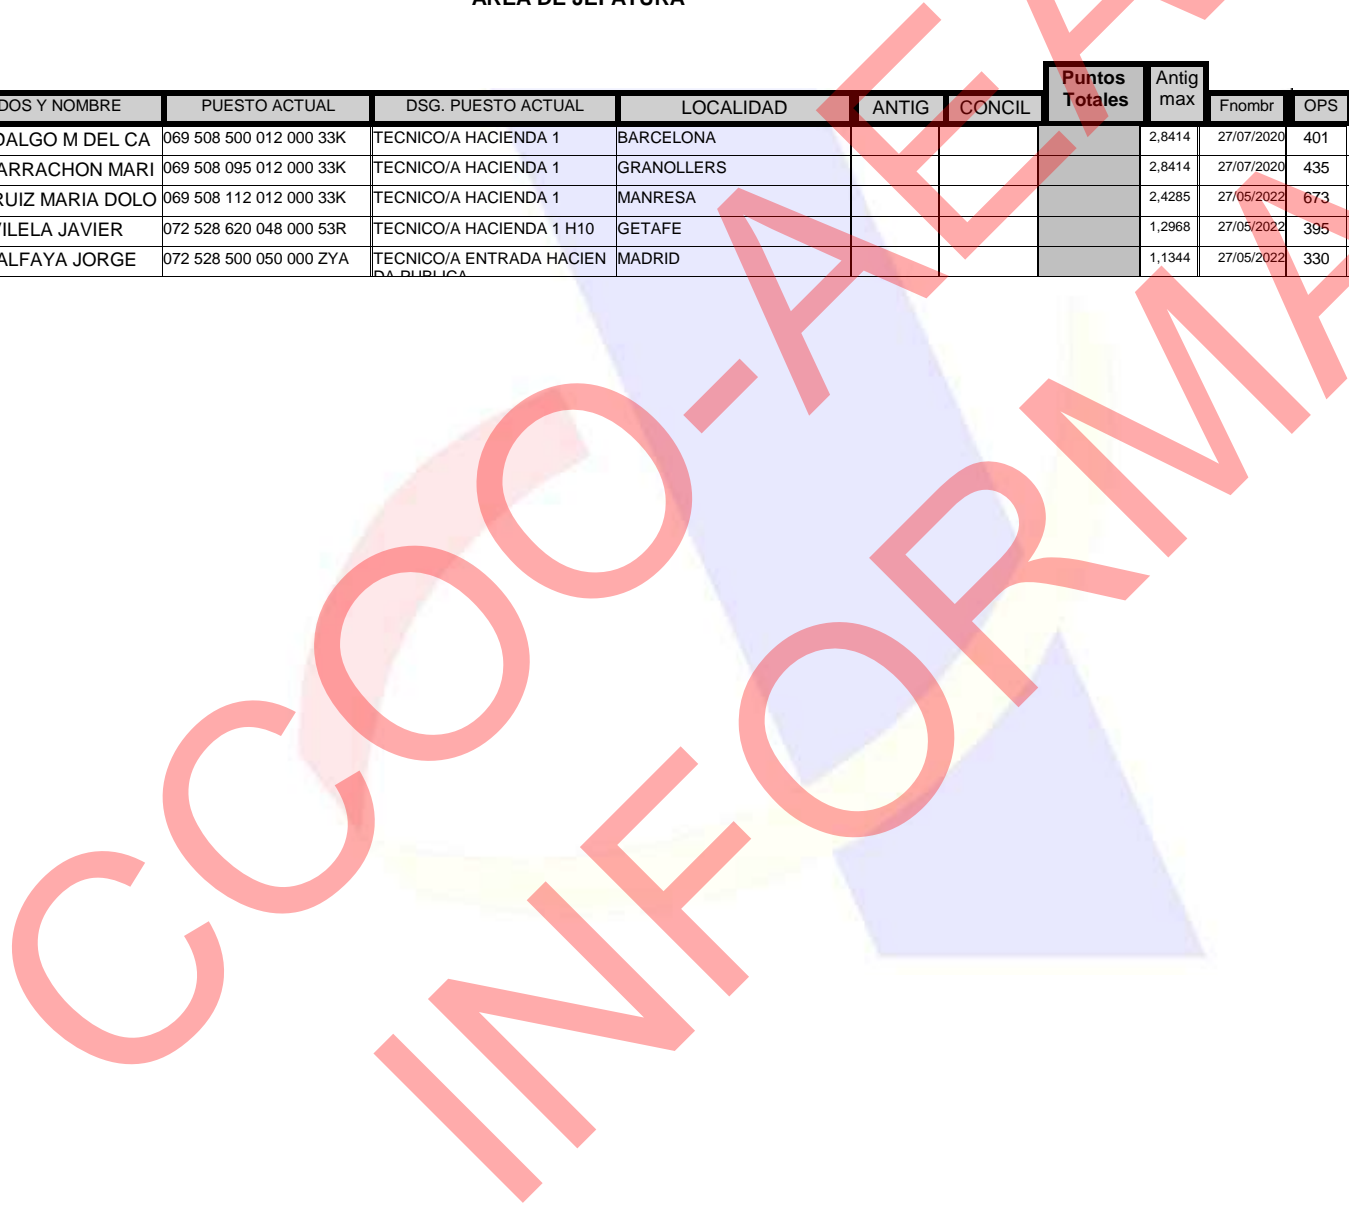 AREA DE JEFATURA
Puntos Totales Antig max
DOS Y NOMBRE PUESTO ACTUAL DSG. PUESTO ACTUAL LOCALIDAD ANTIG CONCIL Fnombr OPS
DALGO M DEL CA 069 508 500 012 000 33K TECNICO/A HACIENDA 1 BARCELONA 2,8414 27/07/2020 401
ARRACHON MARI 069 508 095 012 000 33K TECNICO/A HACIENDA 1 GRANOLLERS 2,8414 27/07/2020 435
RUIZ MARIA DOLO 069 508 112 012 000 33K TECNICO/A HACIENDA 1 MANRESA 2,4285 27/05/2022 673
VILELA JAVIER 072 528 620 048 000 53R TECNICO/A HACIENDA 1 H10 GETAFE 1,2968 27/05/2022 395
ALFAYA JORGE 072 528 500 050 000 ZYA TECNICO/A ENTRADA HACIEN MADRID 1,1344 27/05/2022 330
DA PUBLICA
CCOO-AEA
INFORMA